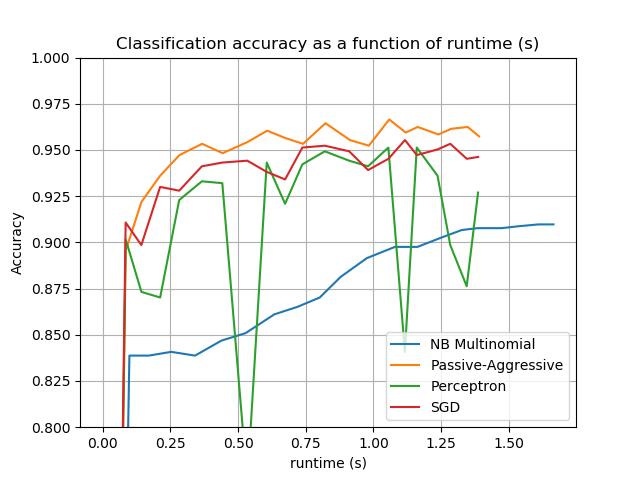 Classification accuracy as a function of runtime (s)
1.000
0.975
0.950
0.925
0.900
0.875
0.850
0.825
0.800
Accuracy
0.00 0.25 0.50 0.75 1.00 1.25 1.50
runtime (s)
NB Multinomial
Passive-Aggressive
Perceptron
SGD